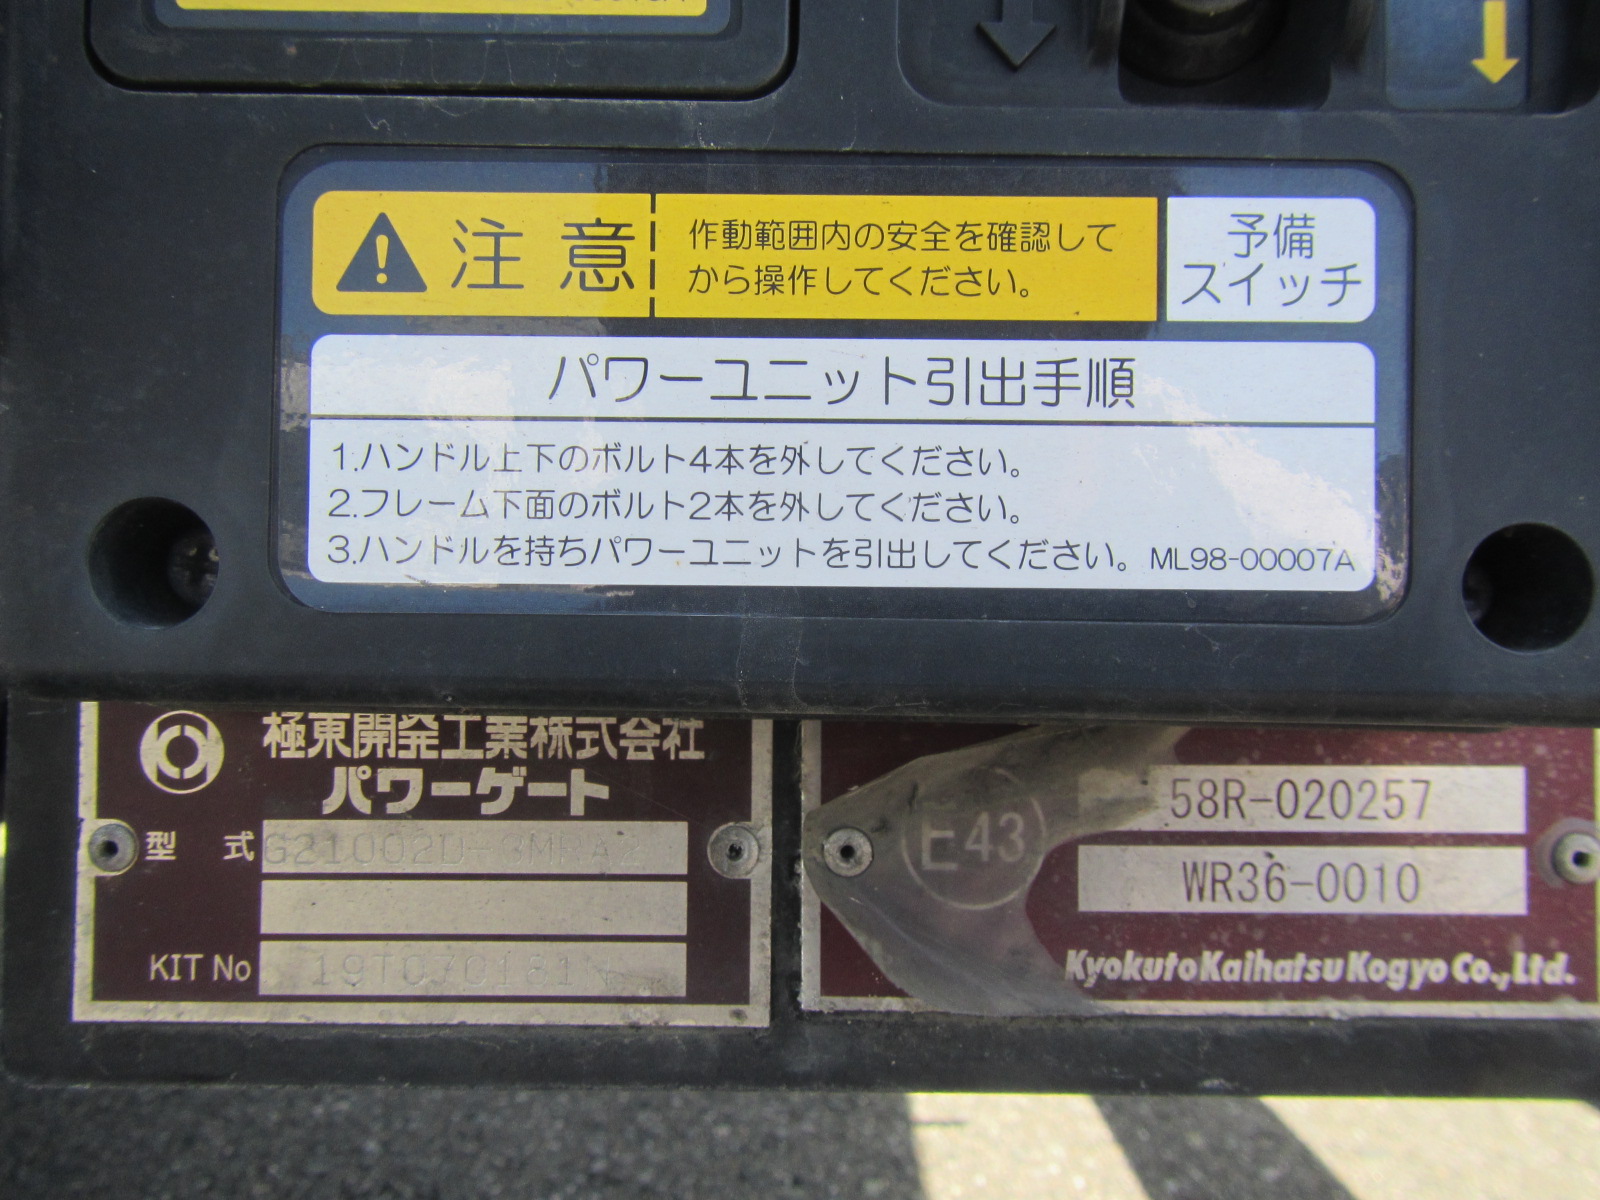 注意
作動範囲内の安全を確認して
から操作してください。
予備
スイッチ
パワーユニット引出手順
1.ハンドル上下のボルト4本を外してください。
2.フレーム下面のボルト2本を外してください。
3.ハンドルを持ちパワーユニットを引出してください。 ML98-00007A
極東開発工業株式会社
パワーゲート
型 式
KIT No
E43
58R-020257
WR36-0010
Kyokuto Kaihatsu Kogyo Co., Ltd.